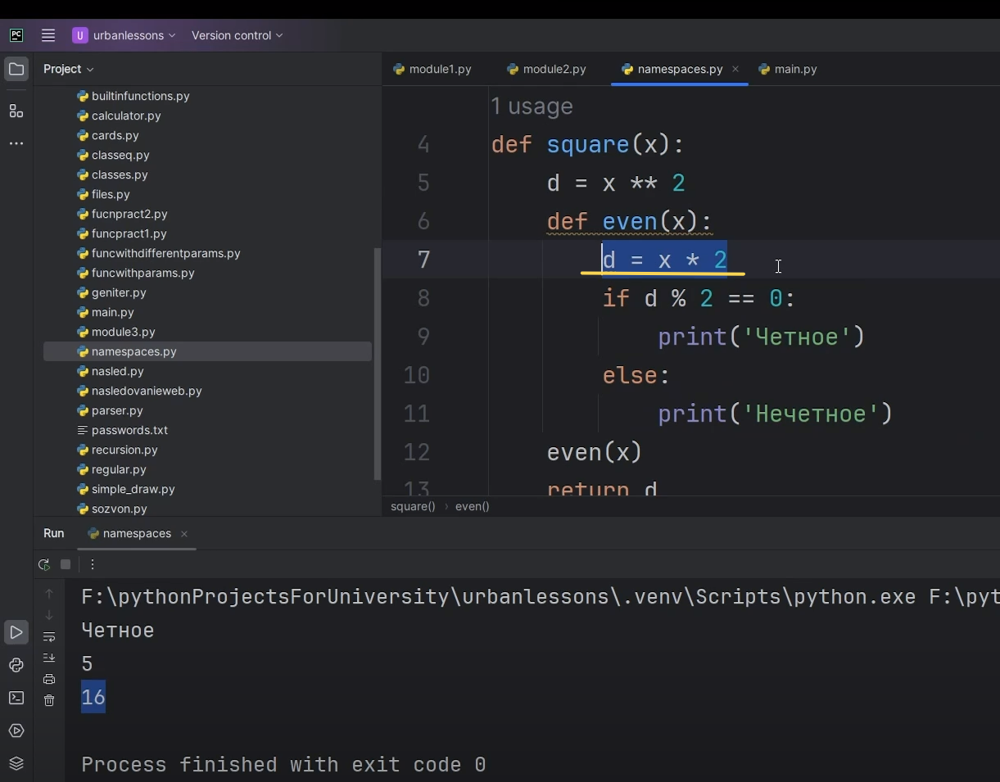 PC
U urbanlessons Version control
Project
module1.py module2.py namespaces.py main.py
builtinfunctions.py
calculator.py
cards.py
classeq.py
classes.py
files.py
fucnpract2.py
funcpract1.py
funcwithdifferentparams.py
funcwithparams.py
geniter.py
main.py
module3.py
namespaces.py
nasled.py
nasledovanieweb.py
parser.py
passwords.txt
recursion.py
regular.py
simple_draw.py
sozvon.py
1 usage
4 def square(x):
5 d = x ** 2
6 def even(x):
7 d = x * 2
8 if d % 2 == 0:
9 print('Четное')
10 else:
11 print('Нечетное')
12 even(x)
13 return d
square() › even()
Run namespaces
F:\pythonProjectsForUniversity\urbanlessons\.venv\Scripts\python.exe F:\pyt
Четное
5
16
Process finished with exit code 0